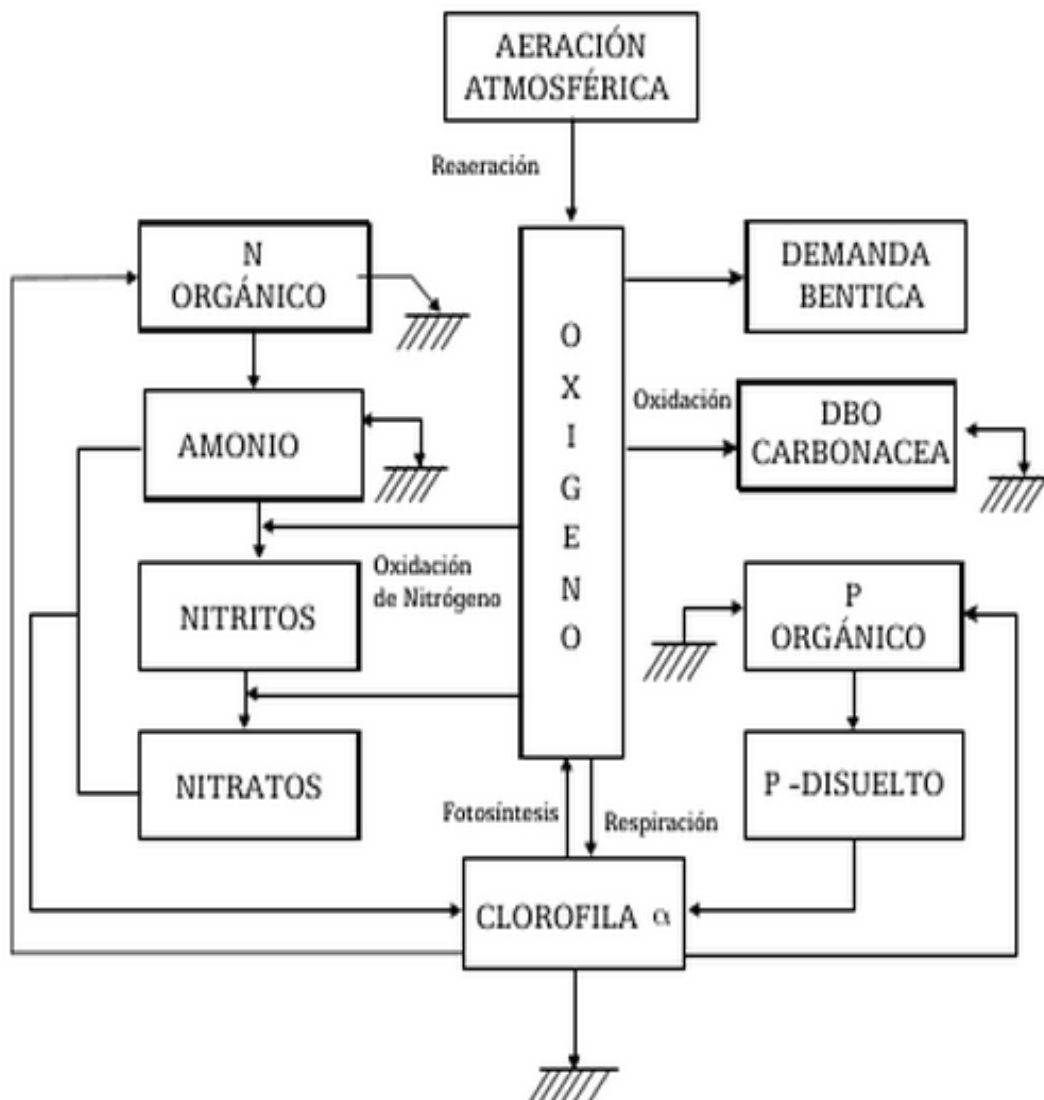 AERACIÓN
ATMOSFÉRICA
Reaeración
N
ORGÁNICO
DEMANDA
BENTICA
O
X
I
G
E
N
O
Oxidación
DBO
CARBONACEA
AMONIO
Oxidación
de Nitrógeno
NITRITOS
P
ORGÁNICO
NITRATOS
P -DISUELTO
Fotosíntesis
Respiración
CLOROFILA α